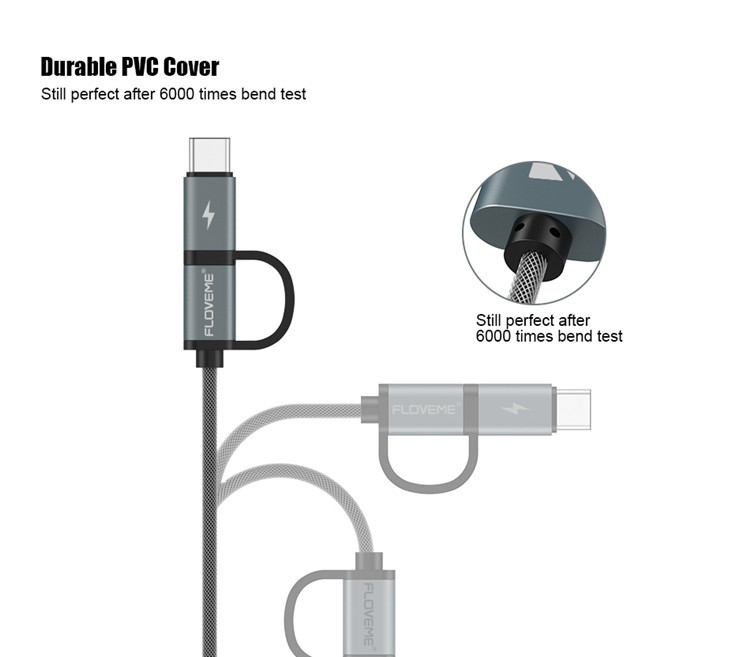 Durable PVC Cover
Still perfect after 6000 times bend test
FLOVEME®
Still perfect after
6000 times bend test
FLOVEME®
FLOVEME